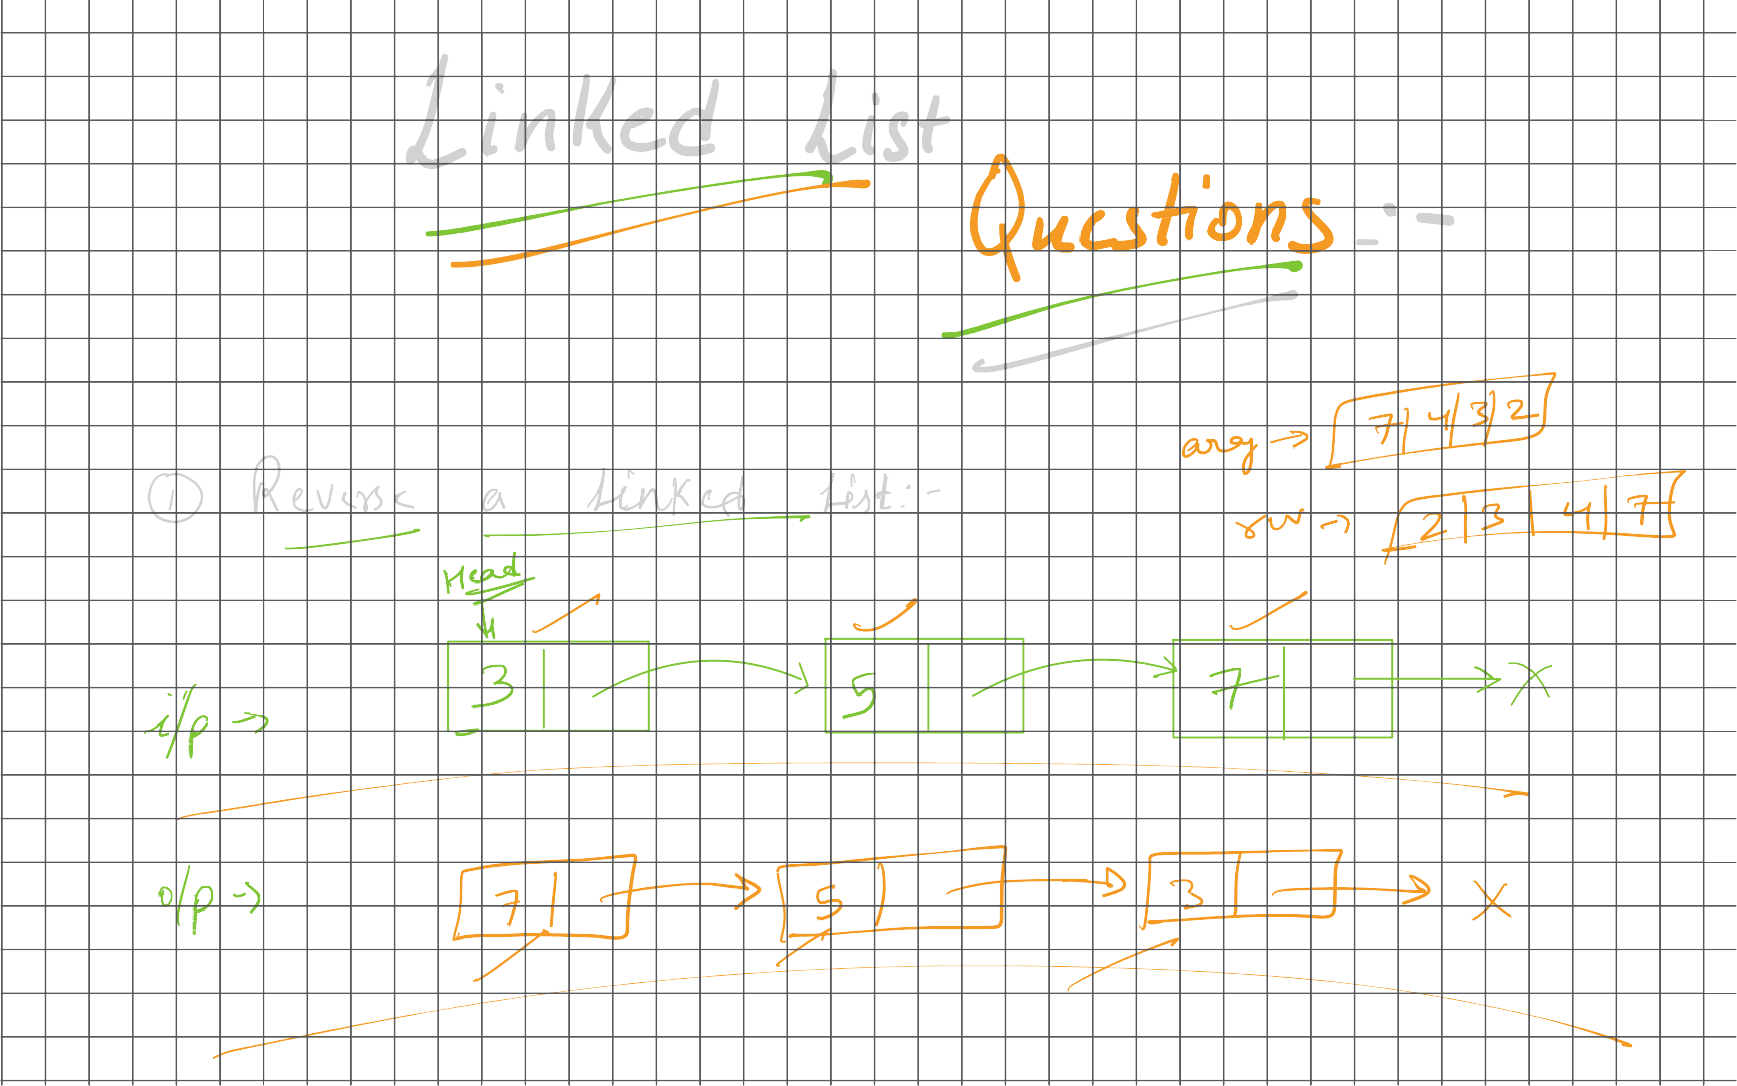 Linked List
Questions :-
arry → 7 | 4 | 3 | 2
① Reverse a Linked List :-
→ 2 | 3 | 4 | 7
Head
i/p → 3 → 5 → 7 → X
o/p → 7 → 5 → 3 → X